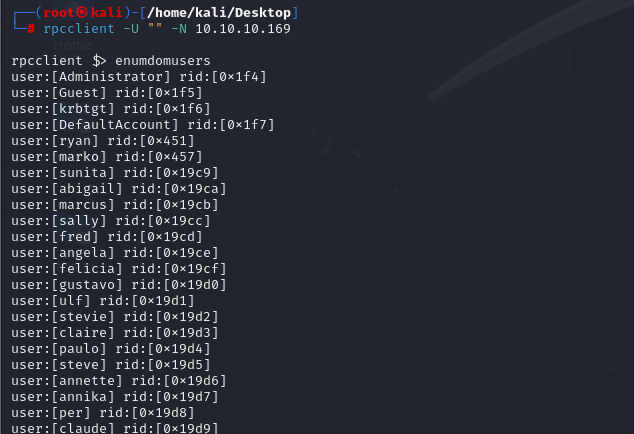 ┌──(root㉿kali)-[/home/kali/Desktop]
└─# rpcclient -U "" -N 10.10.10.169
Home
rpcclient $> enumdomusers
user:[Administrator] rid:[0×1f4]
user:[Guest] rid:[0×1f5]
user:[krbtgt] rid:[0×1f6]
user:[DefaultAccount] rid:[0×1f7]
user:[ryan] rid:[0×451]
user:[marko] rid:[0×457]
user:[sunita] rid:[0×19c9]
user:[abigail] rid:[0×19ca]
user:[marcus] rid:[0×19cb]
user:[sally] rid:[0×19cc]
user:[fred] rid:[0×19cd]
user:[angela] rid:[0×19ce]
user:[felicia] rid:[0×19cf]
user:[gustavo] rid:[0×19d0]
user:[ulf] rid:[0×19d1]
user:[stevie] rid:[0×19d2]
user:[claire] rid:[0×19d3]
user:[paulo] rid:[0×19d4]
user:[steve] rid:[0×19d5]
user:[annette] rid:[0×19d6]
user:[annika] rid:[0×19d7]
user:[per] rid:[0×19d8]
user:[claude] rid:[0×19d9]